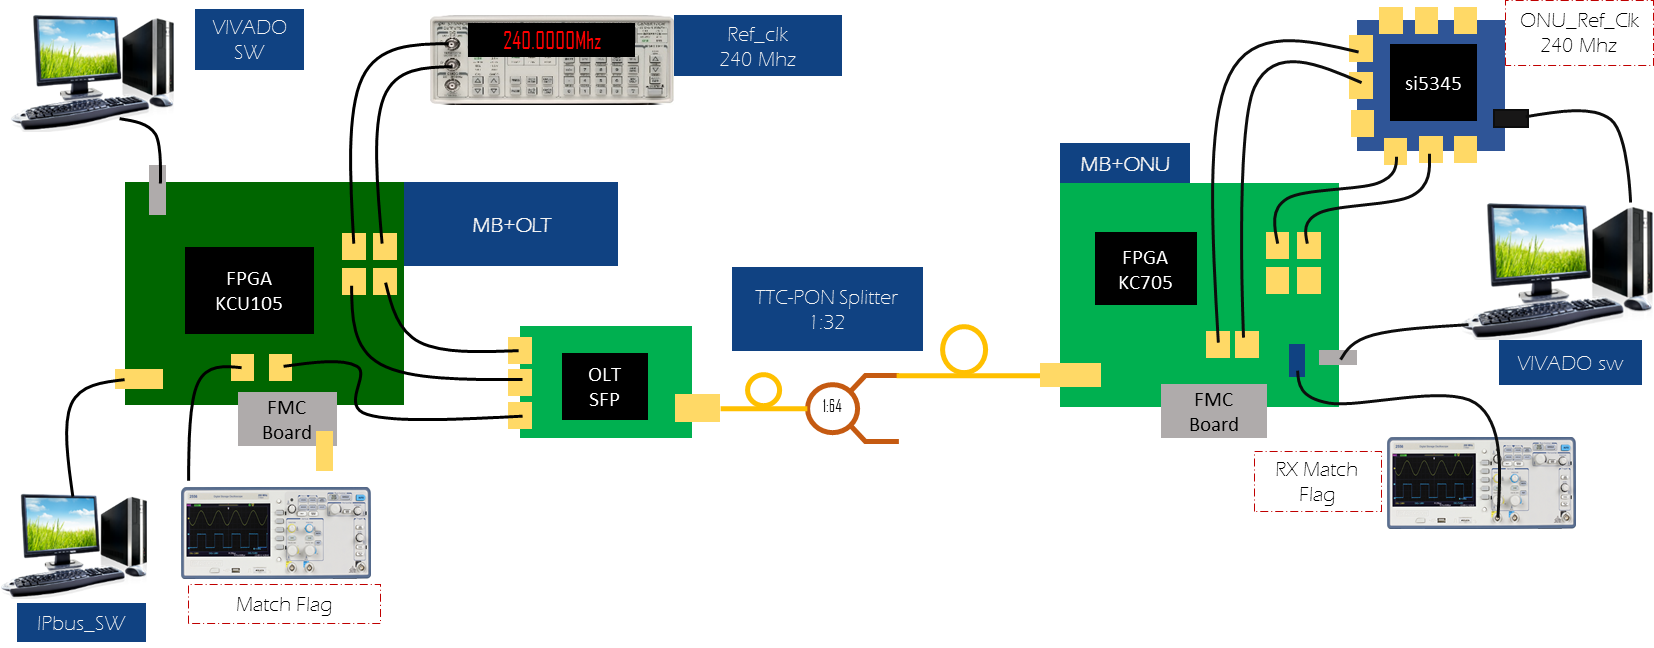 VIVADO
SW
240.0000Mhz
Ref_clk
240 Mhz
ONU_Ref_Clk
240 Mhz
si5345
MB+ONU
MB+OLT
FPGA
KCU105
FPGA
KC705
TTC-PON Splitter
1:32
OLT
SFP
1:64
VIVADO sw
FMC
Board
FMC
Board
RX Match
Flag
Match Flag
IPbus_SW